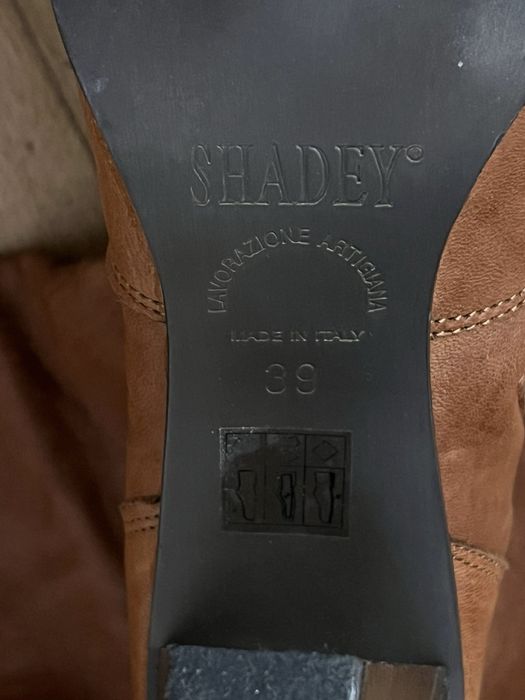 SHADEY®
LAVORAZIONE ARTIGIANA
MADE IN ITALY
39